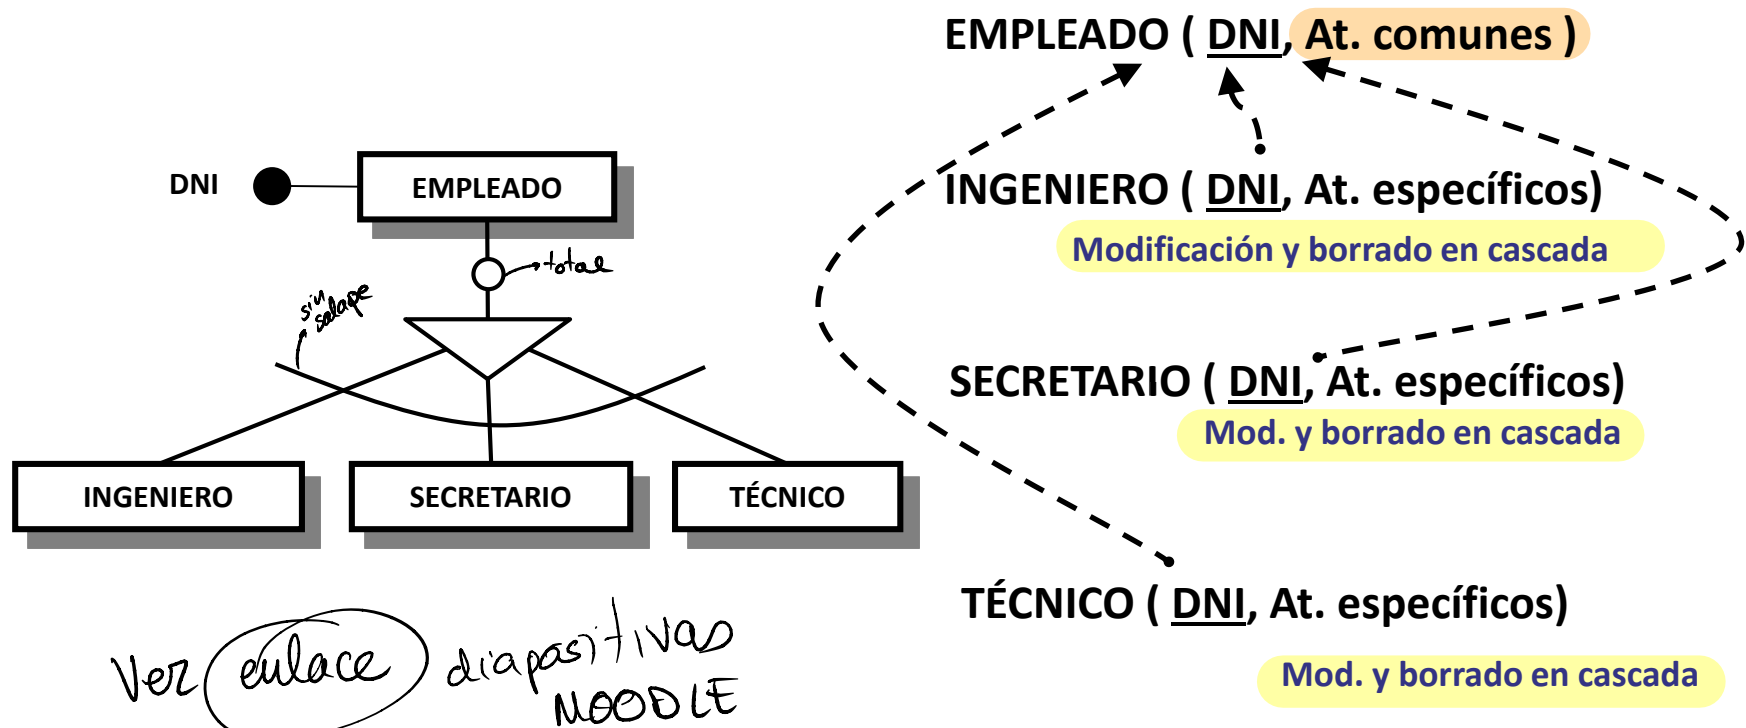 EMPLEADO ( DNI, At. comunes )
DNI
EMPLEADO
total
sin
solape
INGENIERO
SECRETARIO
TÉCNICO
INGENIERO ( DNI, At. específicos)
Modificación y borrado en cascada
SECRETARIO ( DNI, At. específicos)
Mod. y borrado en cascada
TÉCNICO ( DNI, At. específicos)
Mod. y borrado en cascada
Ver enlace diapasitivas
MOODLE